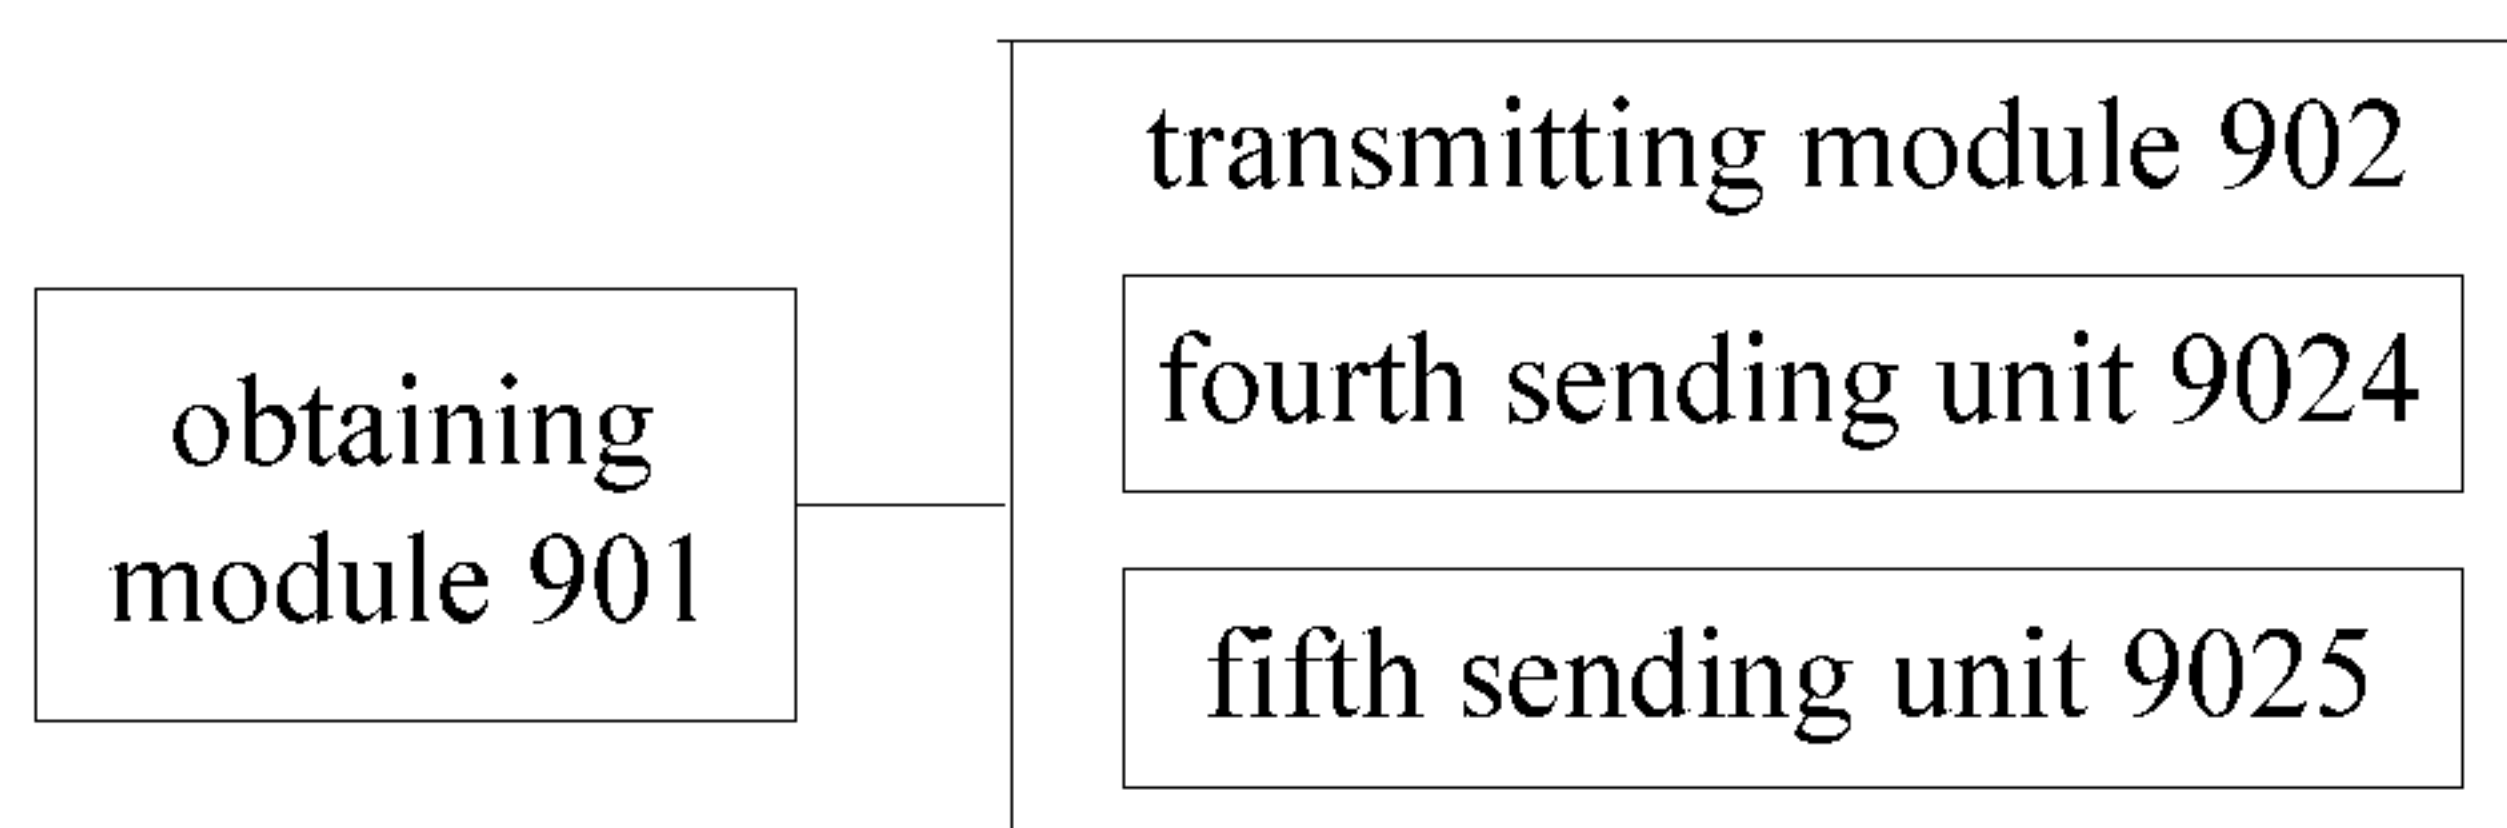 obtaining
module 901
transmitting module 902
fourth sending unit 9024
fifth sending unit 9025